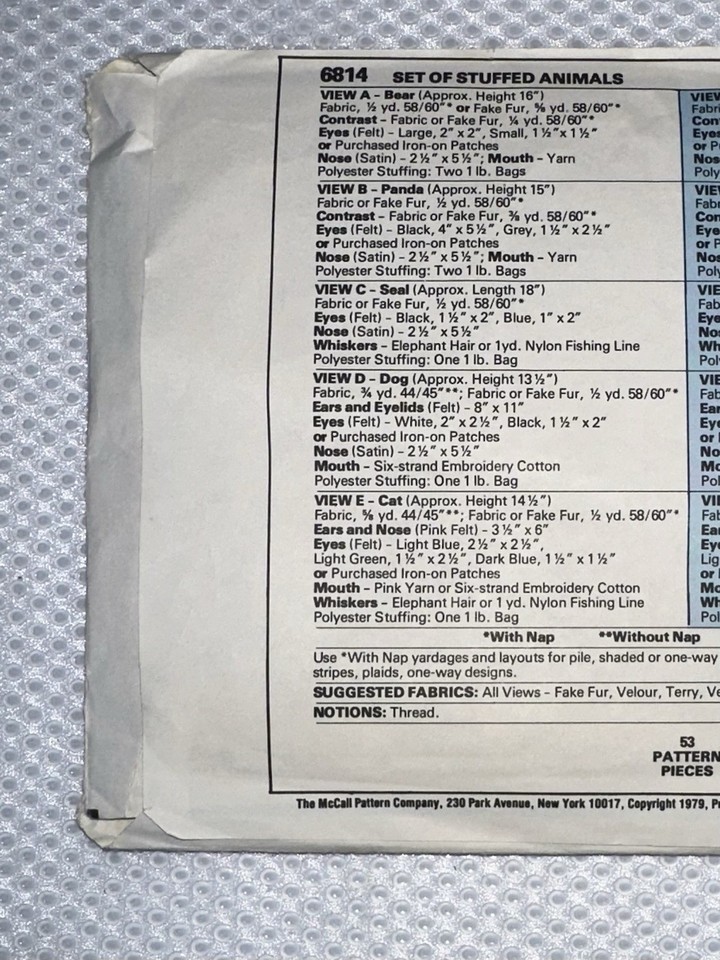 6814 SET OF STUFFED ANIMALS
VIEW A – Bear (Approx. Height 16″)
Fabric, ½ yd. 58/60″* or Fake Fur, ⅝ yd. 58/60″*
Contrast – Fabric or Fake Fur, ¼ yd. 58/60″*
Eyes (Felt) – Large, 2″ x 2″, Small, 1½″ x 1½″
or Purchased Iron-on Patches
Nose (Satin) – 2½″ x 5½″; Mouth – Yarn
Polyester Stuffing: Two 1 lb. Bags
VIEW B – Panda (Approx. Height 15″)
Fabric or Fake Fur, ½ yd. 58/60″*
Contrast – Fabric or Fake Fur, ⅜ yd. 58/60″*
Eyes (Felt) – Black, 4″ x 5½″, Grey, 1½″ x 2½″
or Purchased Iron-on Patches
Nose (Satin) – 2½″ x 5½″; Mouth – Yarn
Polyester Stuffing: Two 1 lb. Bags
VIEW C – Seal (Approx. Length 18″)
Fabric or Fake Fur, ½ yd. 58/60″*
Eyes (Felt) – Black, 1½″ x 2″, Blue, 1″ x 2″
Nose (Satin) – 2½″ x 5½″
Whiskers – Elephant Hair or 1yd. Nylon Fishing Line
Polyester Stuffing: One 1 lb. Bag
VIEW D – Dog (Approx. Height 13½″)
Fabric, ¾ yd. 44/45″**; Fabric or Fake Fur, ½ yd. 58/60″*
Ears and Eyelids (Felt) – 8″ x 11″
Eyes (Felt) – White, 2″ x 2½″, Black, 1½″ x 2″
or Purchased Iron-on Patches
Nose (Satin) – 2½″ x 5½″
Mouth – Six-strand Embroidery Cotton
Polyester Stuffing: One 1 lb. Bag
VIEW E – Cat (Approx. Height 14½″)
Fabric, ⅝ yd. 44/45″**; Fabric or Fake Fur, ½ yd. 58/60″*
Ears and Nose (Pink Felt) – 3½″ x 6″
Eyes (Felt) – Light Blue, 2½″ x 2½″,
Light Green, 1½″ x 2½″, Dark Blue, 1½″ x 1½″
or Purchased Iron-on Patches
Mouth – Pink Yarn or Six-strand Embroidery Cotton
Whiskers – Elephant Hair or 1 yd. Nylon Fishing Line
Polyester Stuffing: One 1 lb. Bag
*With Nap **Without Nap
Use *With Nap yardages and layouts for pile, shaded or one-way
stripes, plaids, one-way designs.
SUGGESTED FABRICS: All Views – Fake Fur, Velour, Terry,
NOTIONS: Thread.
53
PATTERN
PIECES
The McCall Pattern Company, 230 Park Avenue, New York 10017, Copyright 1979,